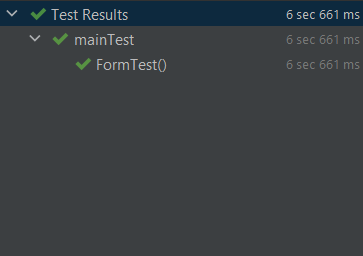 Test Results 6 sec 661 ms
mainTest 6 sec 661 ms
FormTest() 6 sec 661 ms